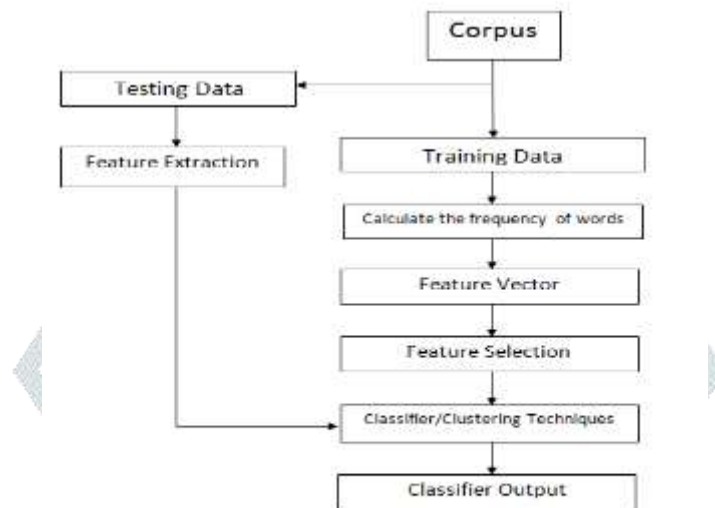 Corpus
Testing Data
Feature Extraction
Training Data
Calculate the frequency of words
Feature Vector
Feature Selection
Classifier/Clustering Techniques
Classifier Output